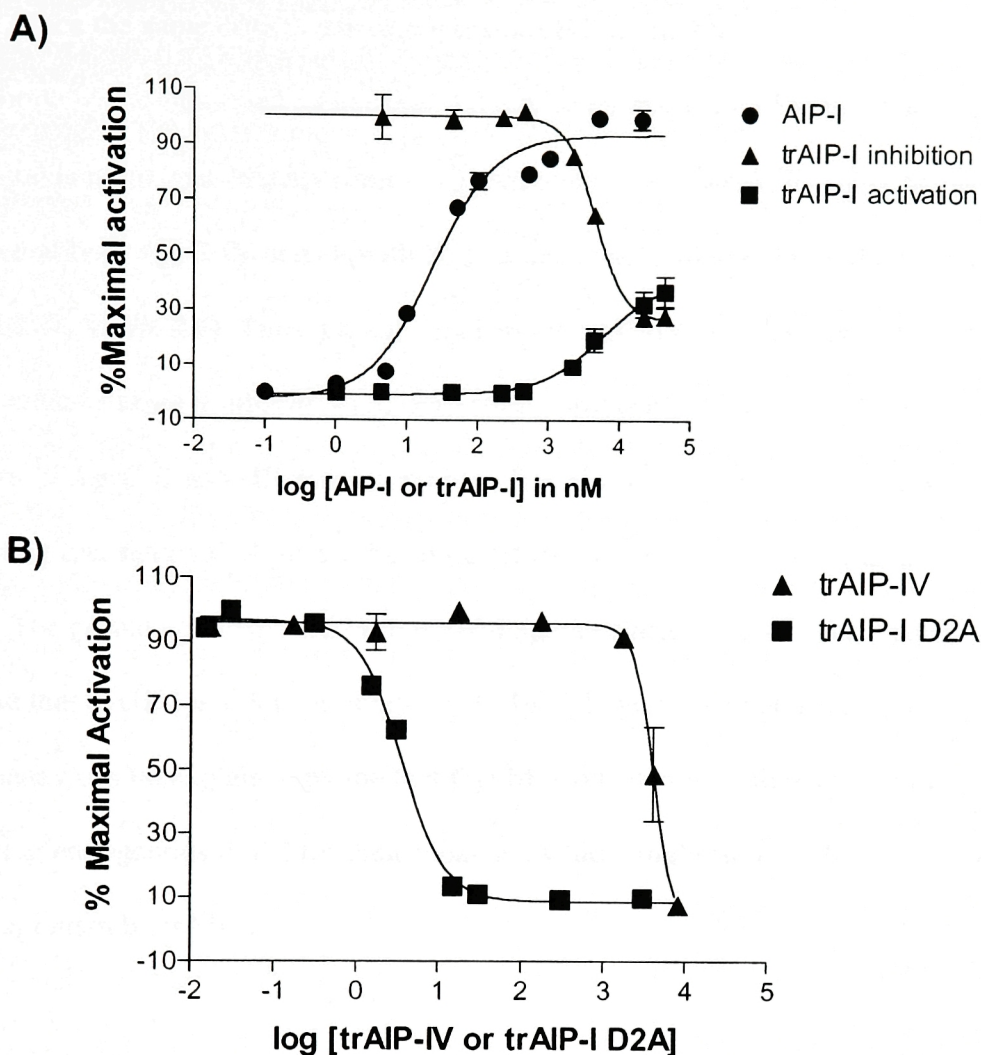 A)
110
90
70
50
30
10
-10
%Maximal activation
-2 -1 0 1 2 3 4 5
log [AIP-I or trAIP-I] in nM
AIP-I
trAIP-I inhibition
trAIP-I activation
B)
110
90
70
50
30
10
-10
% Maximal Activation
-2 -1 0 1 2 3 4 5
log [trAIP-IV or trAIP-I D2A]
trAIP-IV
trAIP-I D2A